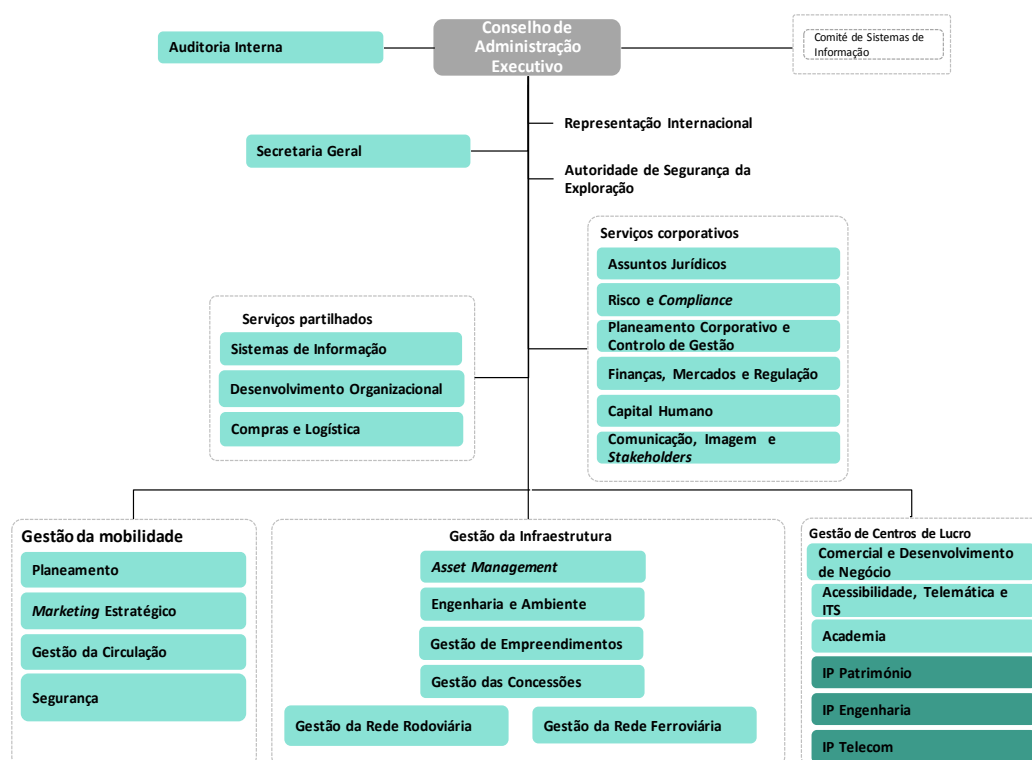 Conselho de
Administração
Executivo
Auditoria Interna
Comité de Sistemas de
Informação
Representação Internacional
Secretaria Geral
Autoridade de Segurança da
Exploração
Serviços corporativos
Assuntos Jurídicos
Risco e Compliance
Planeamento Corporativo e
Controlo de Gestão
Finanças, Mercados e Regulação
Capital Humano
Comunicação, Imagem e
Stakeholders
Serviços partilhados
Sistemas de Informação
Desenvolvimento Organizacional
Compras e Logística
Gestão da mobilidade
Planeamento
Marketing Estratégico
Gestão da Circulação
Segurança
Gestão da Infraestrutura
Asset Management
Engenharia e Ambiente
Gestão de Empreendimentos
Gestão das Concessões
Gestão da Rede Rodoviária
Gestão da Rede Ferroviária
Gestão de Centros de Lucro
Comercial e Desenvolvimento
de Negócio
Acessibilidade, Telemática e
ITS
Academia
IP Património
IP Engenharia
IP Telecom